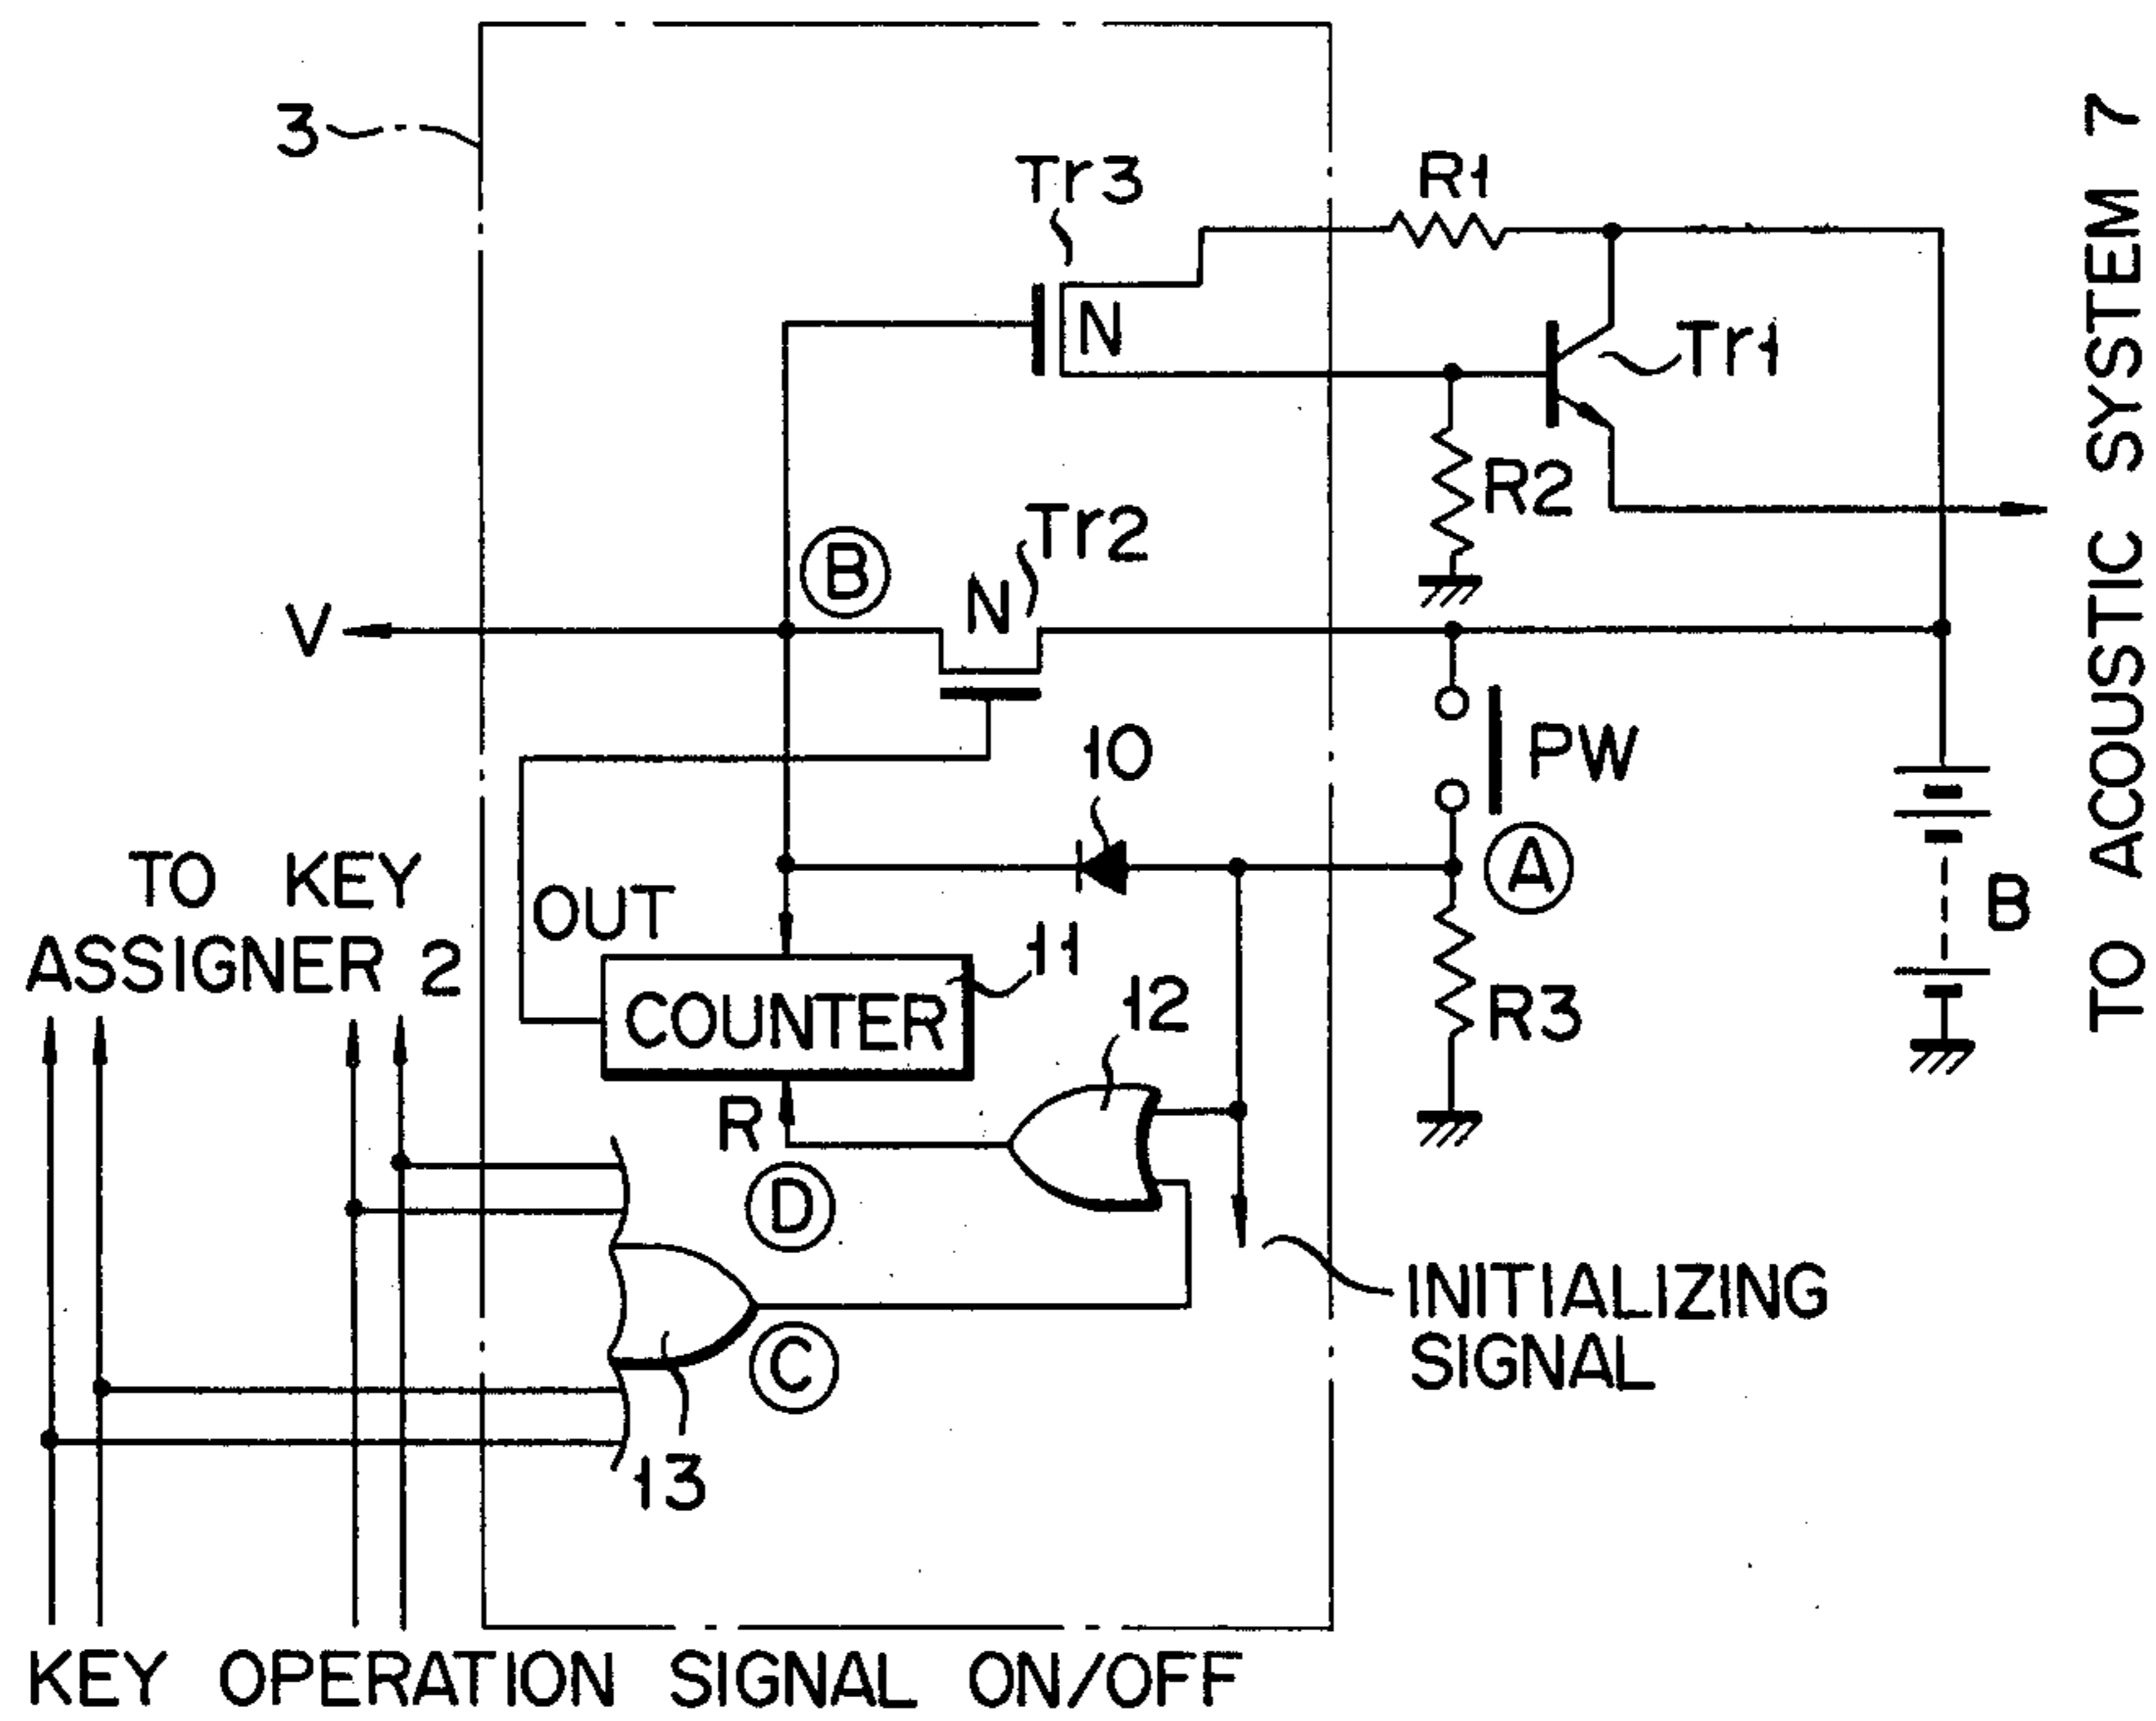 3
Tr3
R1
N
Tr1
R2
Tr2
B
N
V
10
PW
A
TO KEY
ASSIGNER 2
OUT
11
B
COUNTER
12
R3
R
D
INITIALIZING
SIGNAL
C
13
KEY OPERATION SIGNAL ON/OFF
TO ACOUSTIC SYSTEM 7